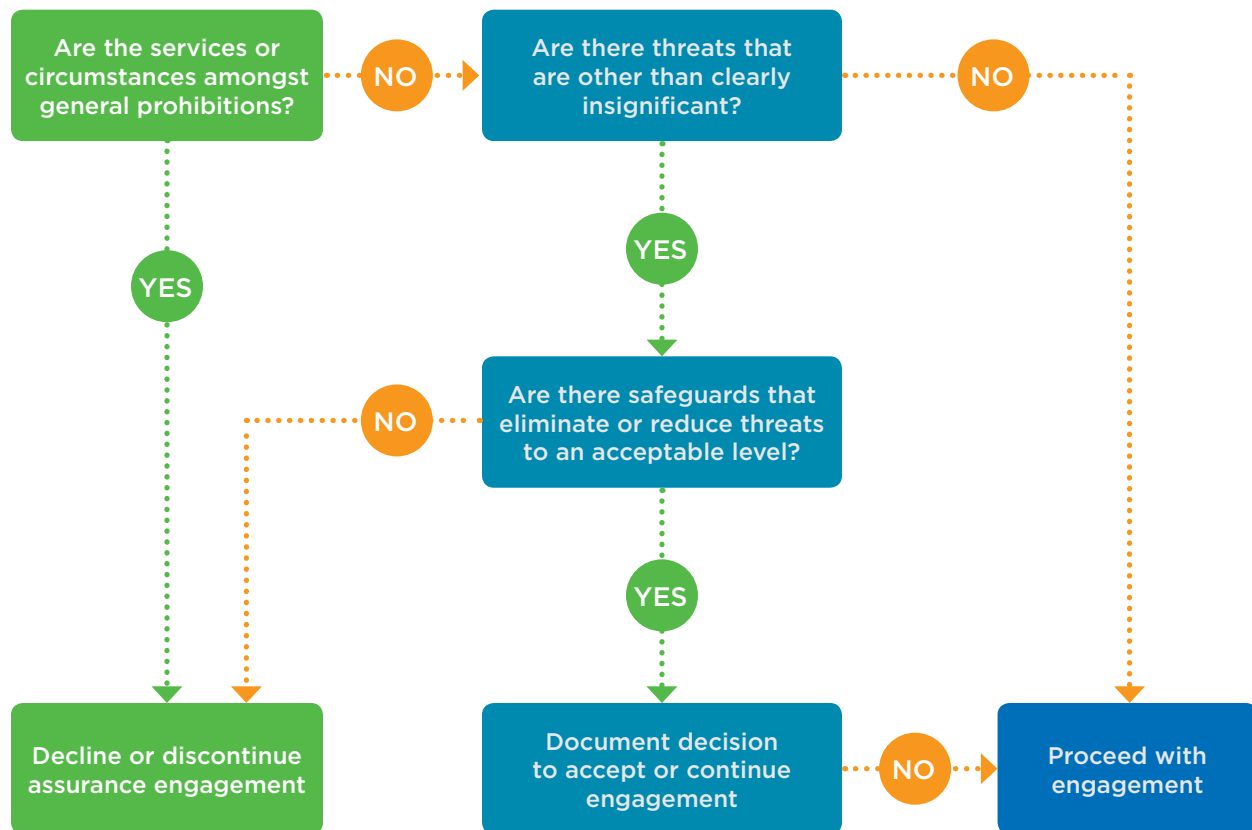 Are the services or
circumstances amongst
general prohibitions?
NO
Are there threats that
are other than clearly
insignificant?
NO
YES
YES
Are there safeguards that
eliminate or reduce threats
to an acceptable level?
NO
YES
Decline or discontinue
assurance engagement
Document decision
to accept or continue
engagement
NO
Proceed with
engagement